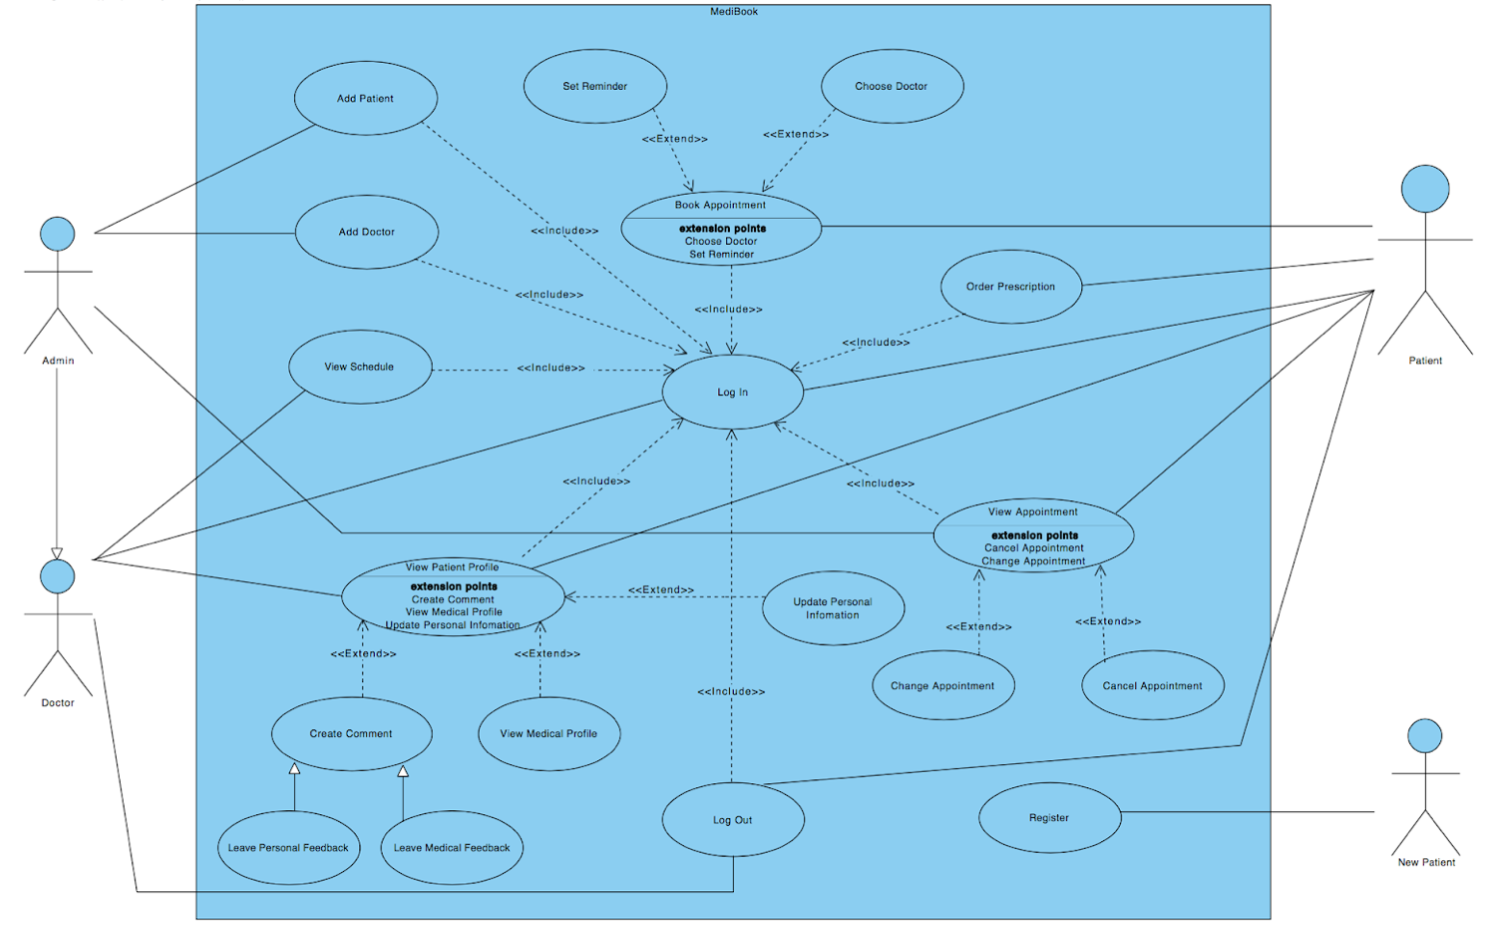 MediBook
Set Reminder
Choose Doctor
Add Patient
<<Extend>>
<<Extend>>
Book Appointment
extension points
Choose Doctor
Set Reminder
Add Doctor
<<Include>>
Order Prescription
<<Include>>
<<Include>>
<<Include>>
Admin
Patient
View Schedule
<<Include>>
Log In
<<Include>>
<<Include>>
View Appointment
extension points
Cancel Appointment
Change Appointment
View Patient Profile
extension points
Create Comment
View Medical Profile
Update Personal Infomation
<<Extend>>
Update Personal
Infomation
<<Extend>>
<<Extend>>
<<Extend>>
<<Extend>>
Change Appointment
Cancel Appointment
<<Include>>
Doctor
Create Comment
View Medical Profile
Log Out
Register
Leave Personal Feedback
Leave Medical Feedback
New Patient